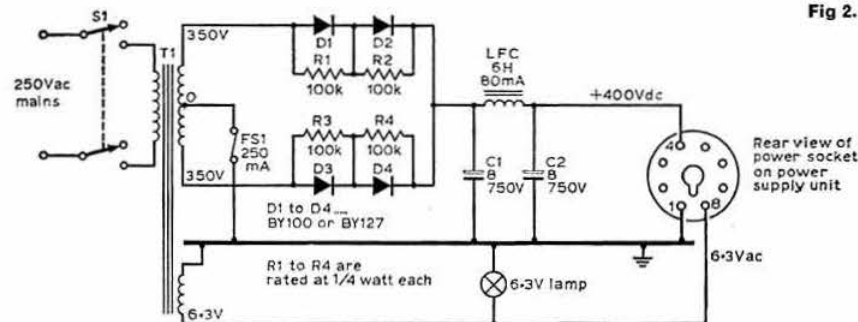 Fig 2.
S1
250Vac
mains
T1
350V
0
350V
6·3V
FS1
250
mA
D1
D2
R1
R2
100k
100k
R3
R4
100k
100k
D3
D4
D1 to D4....
BY100 or BY127
R1 to R4 are
rated at 1/4 watt each
LFC
6H
80mA
C1
8
750V
C2
8
750V
+400Vdc
4
1
8
Rear view of
power socket
on power
supply unit
6·3Vac
6·3V lamp